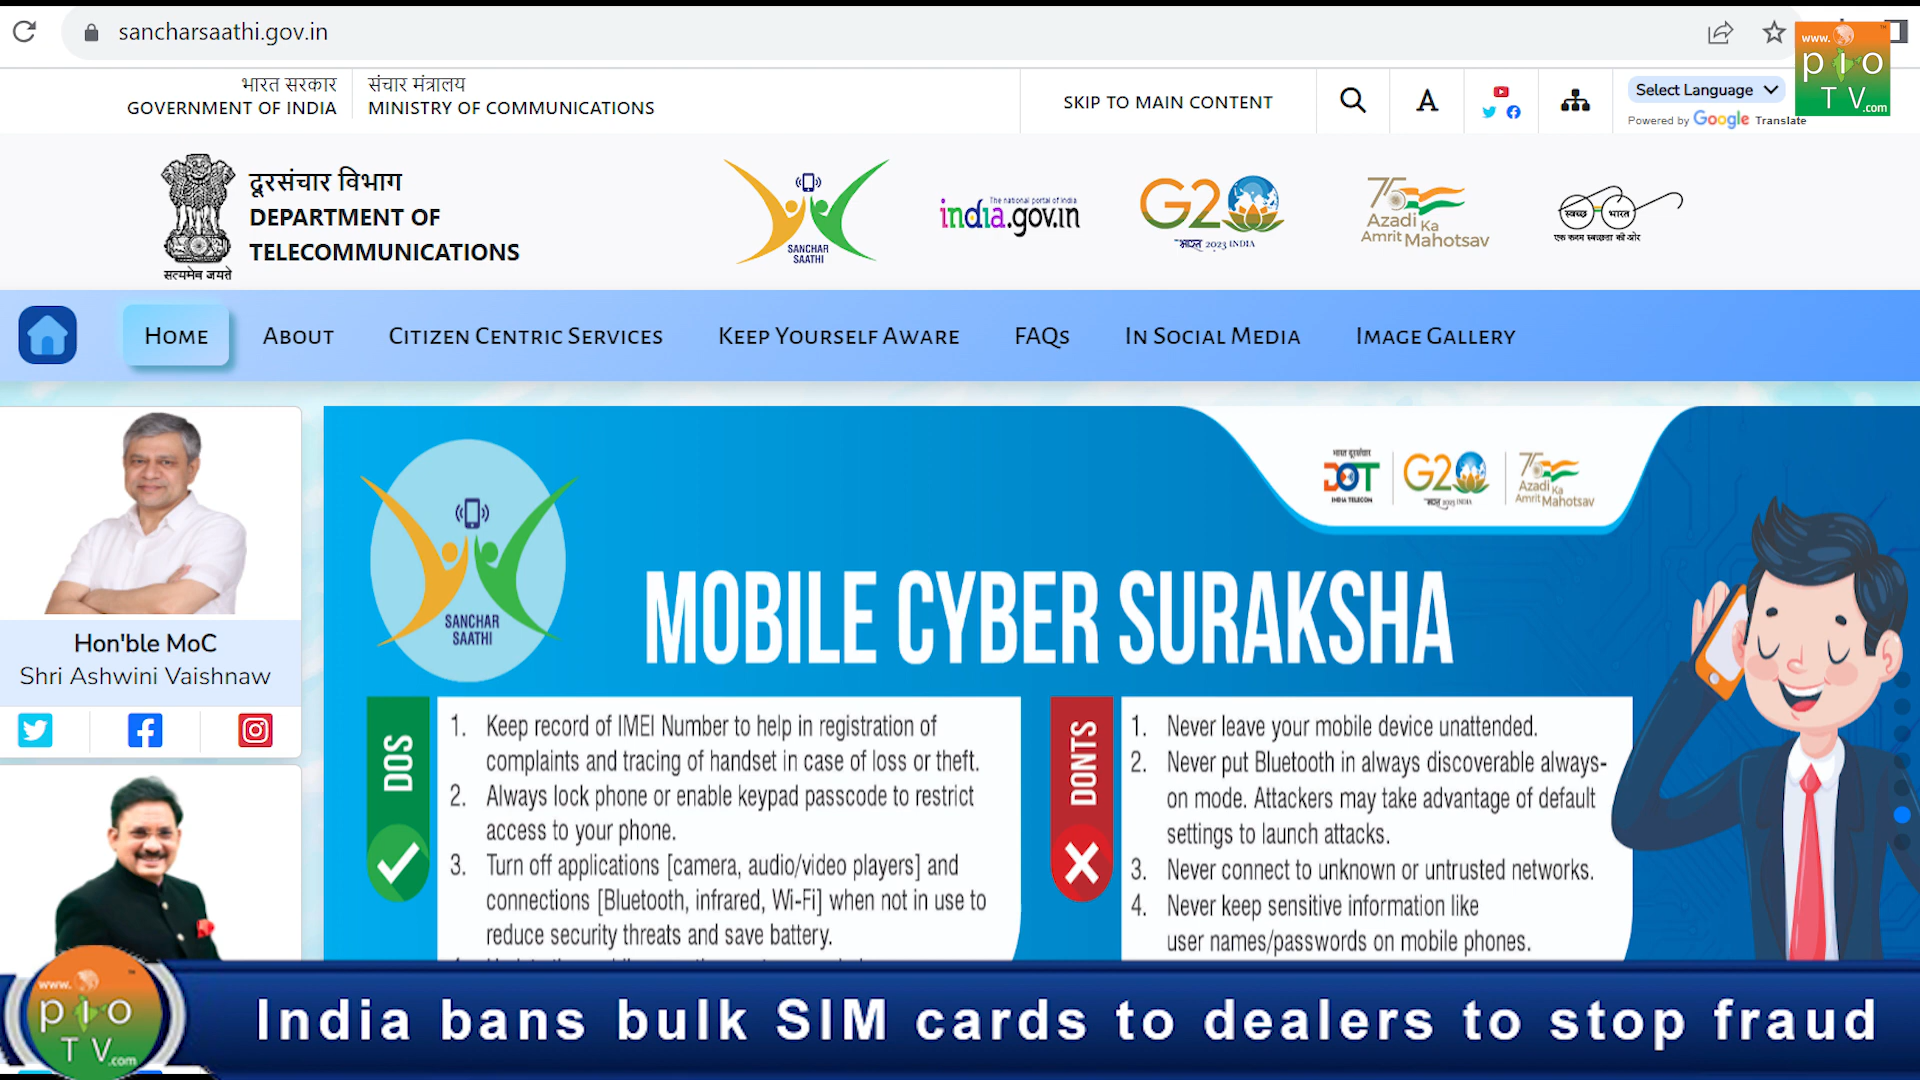 sancharsaathi.gov.in
www.
pio
TV.com
भारत सरकार
GOVERNMENT OF INDIA
संचार मंत्रालय
MINISTRY OF COMMUNICATIONS
SKIP TO MAIN CONTENT
A
Select Language
Powered by Google Translate
दूरसंचार विभाग
DEPARTMENT OF
TELECOMMUNICATIONS
सत्यमेव जयते
SANCHAR
SAATHI
The national portal of india
india.gov.in
G20
भारत 2023 INDIA
75
Azadi Ka
Amrit Mahotsav
स्वच्छ भारत
एक कदम स्वच्छता की ओर
HOME
ABOUT
CITIZEN CENTRIC SERVICES
KEEP YOURSELF AWARE
FAQs
IN SOCIAL MEDIA
IMAGE GALLERY
Hon'ble MoC
Shri Ashwini Vaishnaw
SANCHAR
SAATHI
भारत दूरसंचार
DOT
INDIA TELECOM
G20
भारत 2023 INDIA
75
Azadi Ka
Amrit Mahotsav
MOBILE CYBER SURAKSHA
DOS
1. Keep record of IMEI Number to help in registration of
complaints and tracing of handset in case of loss or theft.
2. Always lock phone or enable keypad passcode to restrict
access to your phone.
3. Turn off applications [camera, audio/video players] and
connections [Bluetooth, infrared, Wi-Fi] when not in use to
reduce security threats and save battery.
DONTS
1. Never leave your mobile device unattended.
2. Never put Bluetooth in always discoverable always-
on mode. Attackers may take advantage of default
settings to launch attacks.
3. Never connect to unknown or untrusted networks.
4. Never keep sensitive information like
user names/passwords on mobile phones.
www.
pio
TV.com
India bans bulk SIM cards to dealers to stop fraud